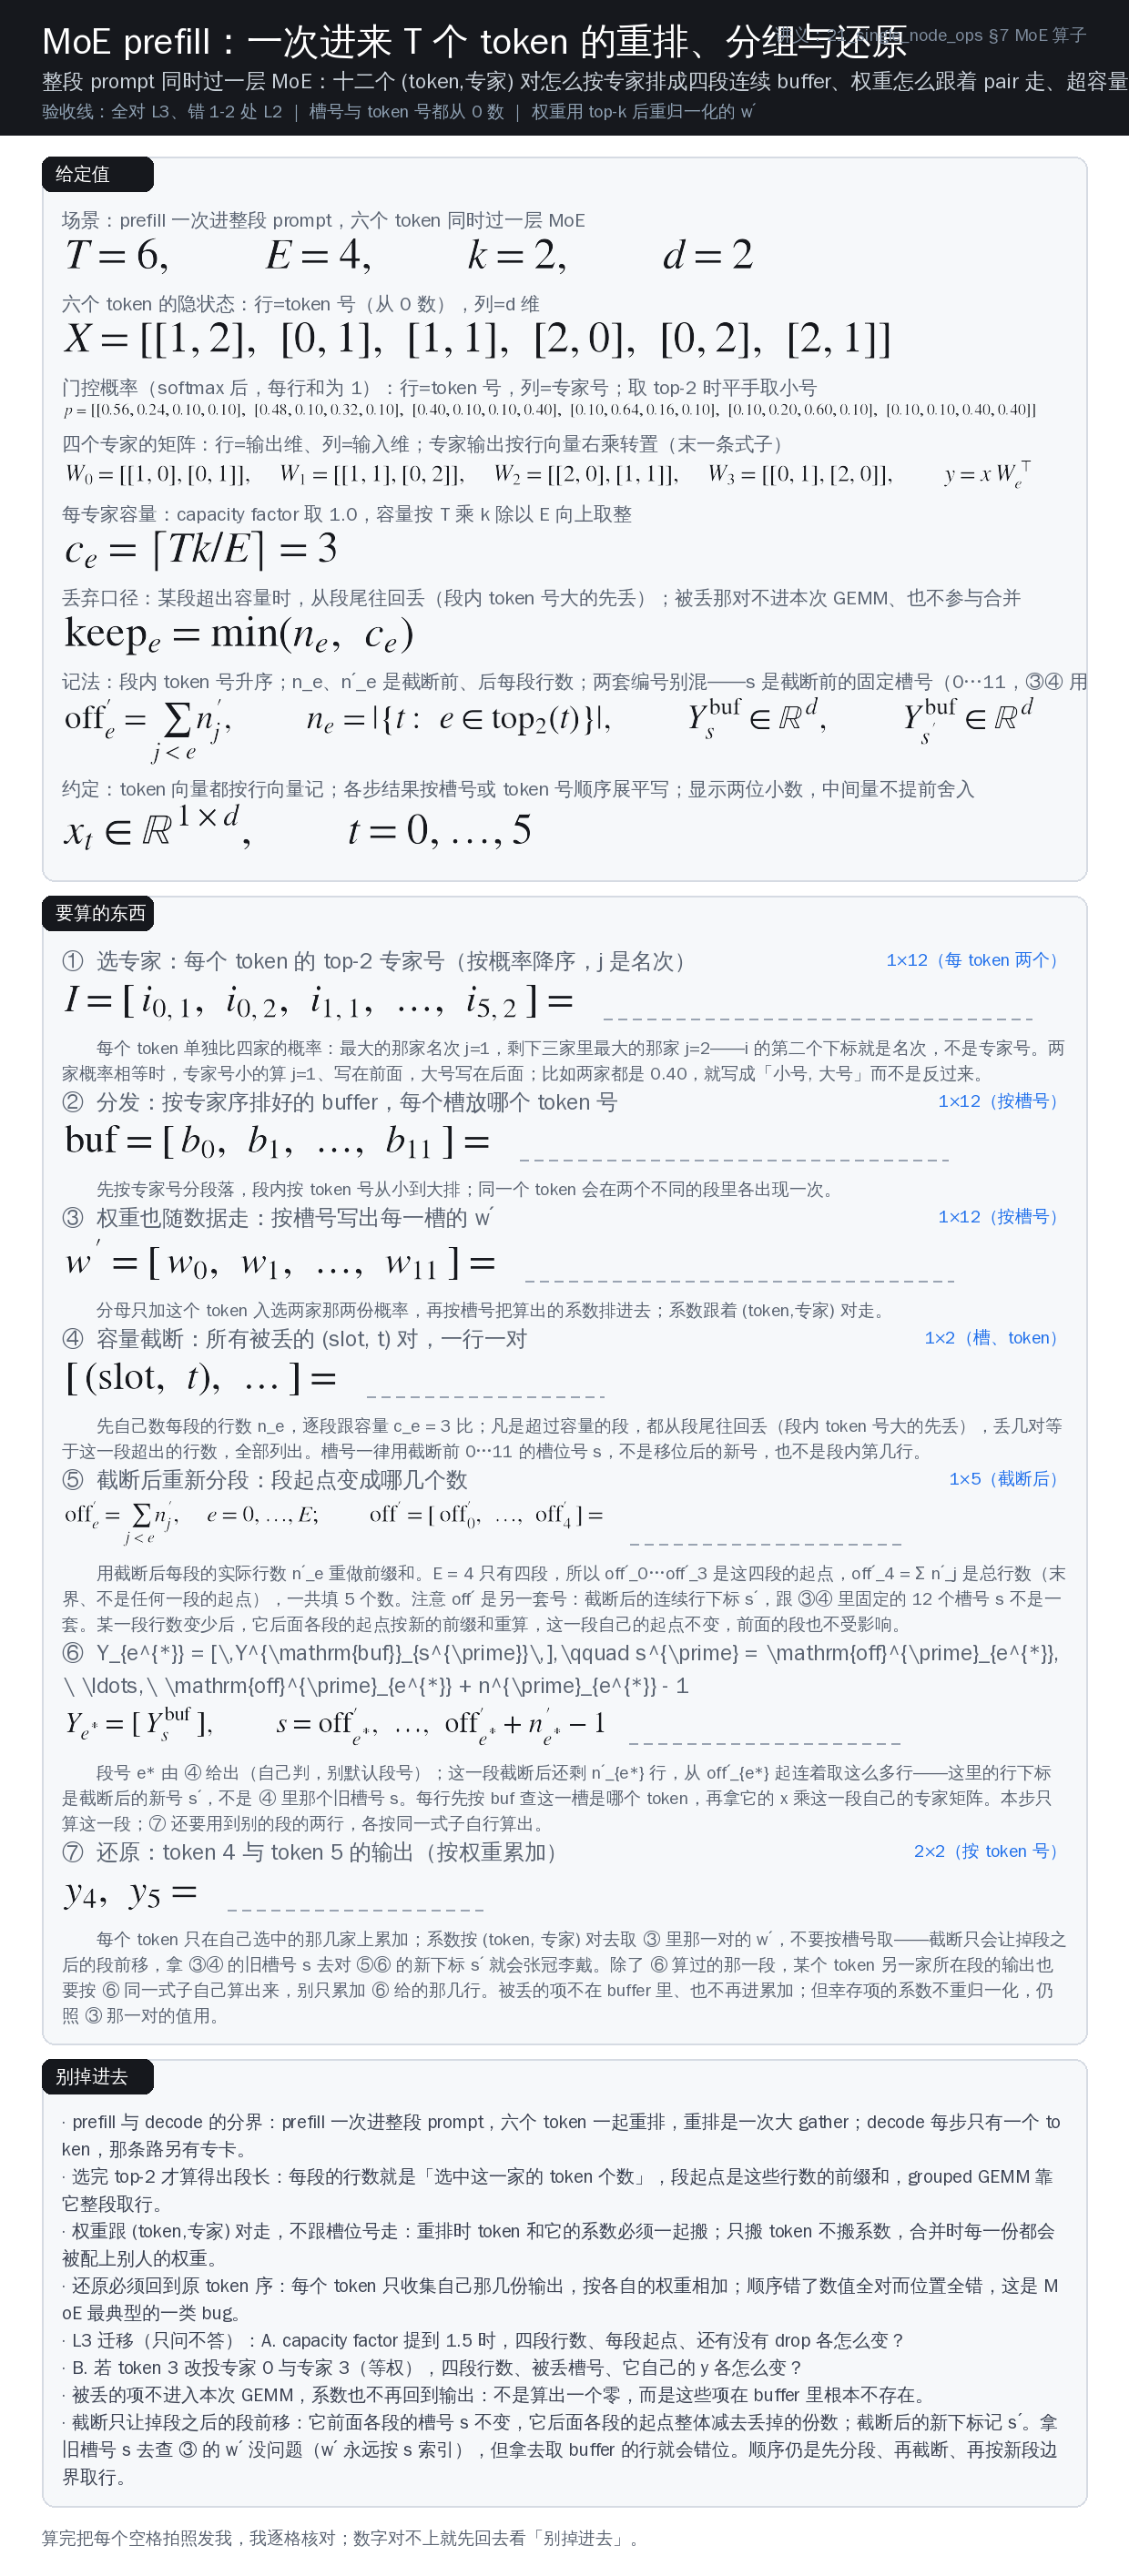 MoE prefill：一次进来 T 个 token 的重排、分组与还原
single_node_ops §7 MoE 算子
整段 prompt 同时过一层 MoE：十二个 (token,专家) 对怎么按专家排成四段连续 buffer、权重怎么跟着 pair 走、超容量
验收线：全对 L3、错 1-2 处 L2 ｜ 槽号与 token 号都从 0 数 ｜ 权重用 top-k 后重归一化的 w′
给定值
场景：prefill 一次进整段 prompt，六个 token 同时过一层 MoE
T = 6, E = 4, k = 2, d = 2
六个 token 的隐状态：行=token 号（从 0 数），列=d 维
X = [[1, 2], [0, 1], [1, 1], [2, 0], [0, 2], [2, 1]]
门控概率（softmax 后，每行和为 1）：行=token 号，列=专家号；取 top-2 时平手取小号
p = [[0.56, 0.24, 0.10, 0.10], [0.48, 0.10, 0.32, 0.10], [0.40, 0.10, 0.10, 0.40], [0.10, 0.64, 0.16, 0.10], [0.10, 0.20, 0.60, 0.10], [0.10, 0.10, 0.40, 0.40]]
四个专家的矩阵：行=输出维、列=输入维；专家输出按行向量右乘转置（末一条式子）
W_0 = [[1, 0], [0, 1]], W_1 = [[1, 1], [0, 2]], W_2 = [[2, 0], [1, 1]], W_3 = [[0, 1], [2, 0]], y = x W_e^⊤
每专家容量：capacity factor 取 1.0，容量按 T 乘 k 除以 E 向上取整
c_e = ⌈Tk/E⌉ = 3
丢弃口径：某段超出容量时，从段尾往回丢（段内 token 号大的先丢）；被丢那对不进本次 GEMM、也不参与合并
keep_e = min(n_e, c_e)
记法：段内 token 号升序；n_e、n′_e 是截断前、后每段行数；两套编号别混——s 是截断前的固定槽号（0⋯11，③④ 用
off′_e = ∑_{j<e} n′_j, n_e = |{t : e ∈ top_2(t)}|, Y_s^buf ∈ ℝ^d, Y_{s′}^buf ∈ ℝ^d
约定：token 向量都按行向量记；各步结果按槽号或 token 号顺序展平写；显示两位小数，中间量不提前舍入
x_t ∈ ℝ^{1×d}, t = 0, …, 5
要算的东西
① 选专家：每个 token 的 top-2 专家号（按概率降序，j 是名次） 1×12（每 token 两个）
I = [ i_{0,1}, i_{0,2}, i_{1,1}, …, i_{5,2} ] =
每个 token 单独比四家的概率：最大的那家名次 j=1，剩下三家里最大的那家 j=2——i 的第二个下标就是名次，不是专家号。两
家概率相等时，专家号小的算 j=1、写在前面，大号写在后面；比如两家都是 0.40，就写成「小号, 大号」而不是反过来。
② 分发：按专家序排好的 buffer，每个槽放哪个 token 号 1×12（按槽号）
buf = [ b_0, b_1, …, b_11 ] =
先按专家号分段落，段内按 token 号从小到大排；同一个 token 会在两个不同的段里各出现一次。
③ 权重也随数据走：按槽号写出每一槽的 w′ 1×12（按槽号）
w′ = [ w_0, w_1, …, w_11 ] =
分母只加这个 token 入选两家那两份概率，再按槽号把算出的系数排进去；系数跟着 (token,专家) 对走。
④ 容量截断：所有被丢的 (slot, t) 对，一行一对 1×2（槽、token）
[ (slot, t), … ] =
先自己数每段的行数 n_e，逐段跟容量 c_e＝3 比；凡是超过容量的段，都从段尾往回丢（段内 token 号大的先丢），丢几对等
于这一段超出的行数，全部列出。槽号一律用截断前 0⋯11 的槽位号 s，不是移位后的新号，也不是段内第几行。
⑤ 截断后重新分段：段起点变成哪几个数 1×5（截断后）
off′_e = ∑_{j<e} n′_j, e = 0, …, E; off′ = [ off′_0, …, off′_4 ] =
用截断后每段的实际行数 n′_e 重做前缀和。E＝4 只有四段，所以 off′_0⋯off′_3 是这四段的起点，off′_4＝Σ n′_j 是总行数（末
界、不是任何一段的起点），一共填 5 个数。注意 off′ 是另一套号：截断后的连续行下标 s′，跟 ③④ 里固定的 12 个槽号 s 不是一
套。某一段行数变少后，它后面各段的起点按新的前缀和重算，这一段自己的起点不变，前面的段也不受影响。
⑥ Y_{e^{*}} = [\,Y^{\mathrm{buf}}_{s^{\prime}}\,],\qquad s^{\prime} = \mathrm{off}^{\prime}_{e^{*}},
\ \ldots,\ \mathrm{off}^{\prime}_{e^{*}} + n^{\prime}_{e^{*}} - 1
Y_{e*} = [ Y_s^buf ], s = off′_{e*}, …, off′_{e*} + n′_{e*} − 1
段号 e* 由 ④ 给出（自己判，别默认段号）；这一段截断后还剩 n′_{e*} 行，从 off′_{e*} 起连着取这么多行——这里的行下标
是截断后的新号 s′，不是 ④ 里那个旧槽号 s。每行先按 buf 查这一槽是哪个 token，再拿它的 x 乘这一段自己的专家矩阵。本步只
算这一段；⑦ 还要用到别的段的两行，各按同一式子自行算出。
⑦ 还原：token 4 与 token 5 的输出（按权重累加） 2×2（按 token 号）
y_4, y_5 =
每个 token 只在自己选中的那几家上累加；系数按 (token, 专家) 对去取 ③ 里那一对的 w′，不要按槽号取——截断只会让掉段之
后的段前移，拿 ③④ 的旧槽号 s 去对 ⑤⑥ 的新下标 s′ 就会张冠李戴。除了 ⑥ 算过的那一段，某个 token 另一家所在段的输出也
要按 ⑥ 同一式子自己算出来，别只累加 ⑥ 给的那几行。被丢的项不在 buffer 里、也不再进累加；但幸存项的系数不重归一化，仍
照 ③ 那一对的值用。
别掉进去
· prefill 与 decode 的分界：prefill 一次进整段 prompt，六个 token 一起重排，重排是一次大 gather；decode 每步只有一个 to
ken，那条路另有专卡。
· 选完 top-2 才算得出段长：每段的行数就是「选中这一家的 token 个数」，段起点是这些行数的前缀和，grouped GEMM 靠
它整段取行。
· 权重跟 (token,专家) 对走，不跟槽位号走：重排时 token 和它的系数必须一起搬；只搬 token 不搬系数，合并时每一份都会
被配上别人的权重。
· 还原必须回到原 token 序：每个 token 只收集自己那几份输出，按各自的权重相加；顺序错了数值全对而位置全错，这是 M
oE 最典型的一类 bug。
· L3 迁移（只问不答）：A. capacity factor 提到 1.5 时，四段行数、每段起点、还有没有 drop 各怎么变？
· B. 若 token 3 改投专家 0 与专家 3（等权），四段行数、被丢槽号、它自己的 y 各怎么变？
· 被丢的项不进入本次 GEMM，系数也不再回到输出：不是算出一个零，而是这些项在 buffer 里根本不存在。
· 截断只让掉段之后的段前移：它前面各段的槽号 s 不变，它后面各段的起点整体减去丢掉的份数；截断后的新下标记 s′。拿
旧槽号 s 去查 ③ 的 w′ 没问题（w′ 永远按 s 索引），但拿去取 buffer 的行就会错位。顺序仍是先分段、再截断、再按新段边
界取行。
算完把每个空格拍照发我，我逐格核对；数字对不上就先回去看「别掉进去」。